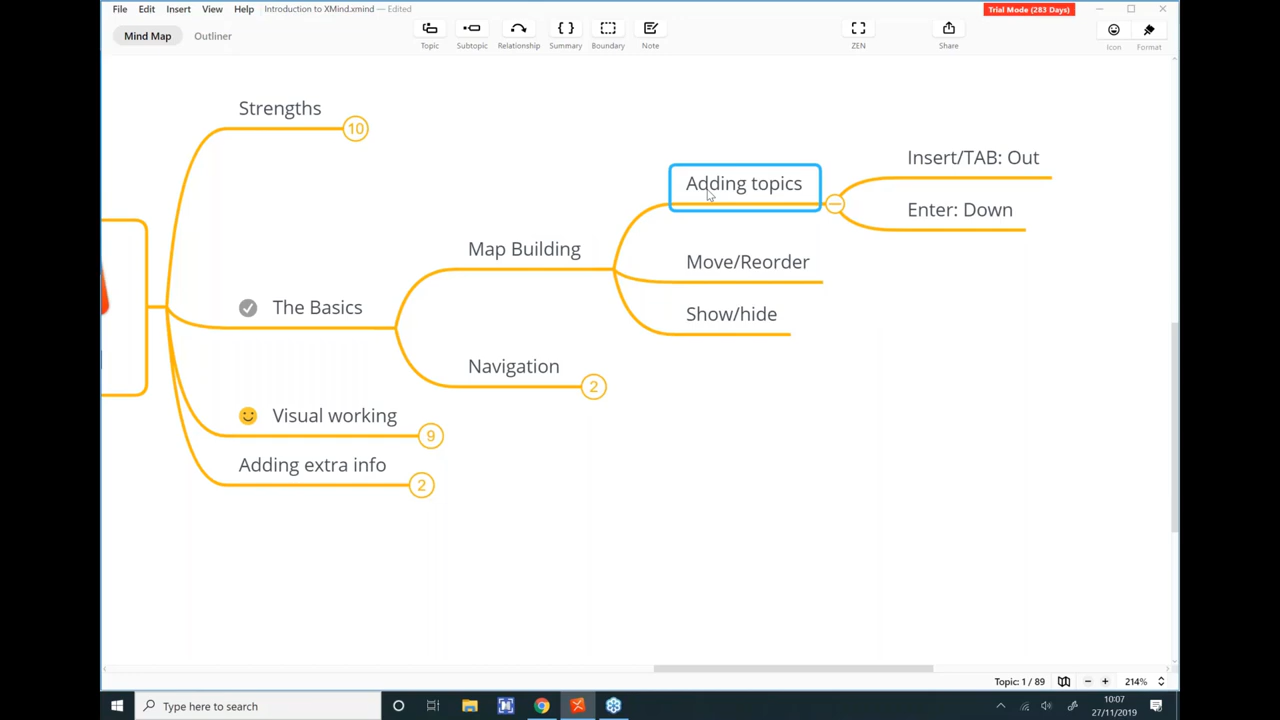 File Edit Insert View Help Introduction to XMind.xmind — Edited
Trial Mode (283 Days)
Mind Map Outliner
Topic Subtopic Relationship Summary Boundary Note ZEN Share Icon Format
Strengths 10
Adding topics
Insert/TAB: Out
Enter: Down
Map Building
Move/Reorder
The Basics
Show/hide
Navigation 2
Visual working 9
Adding extra info 2
Topic: 1 / 89 214%
Type here to search
10:07
27/11/2019